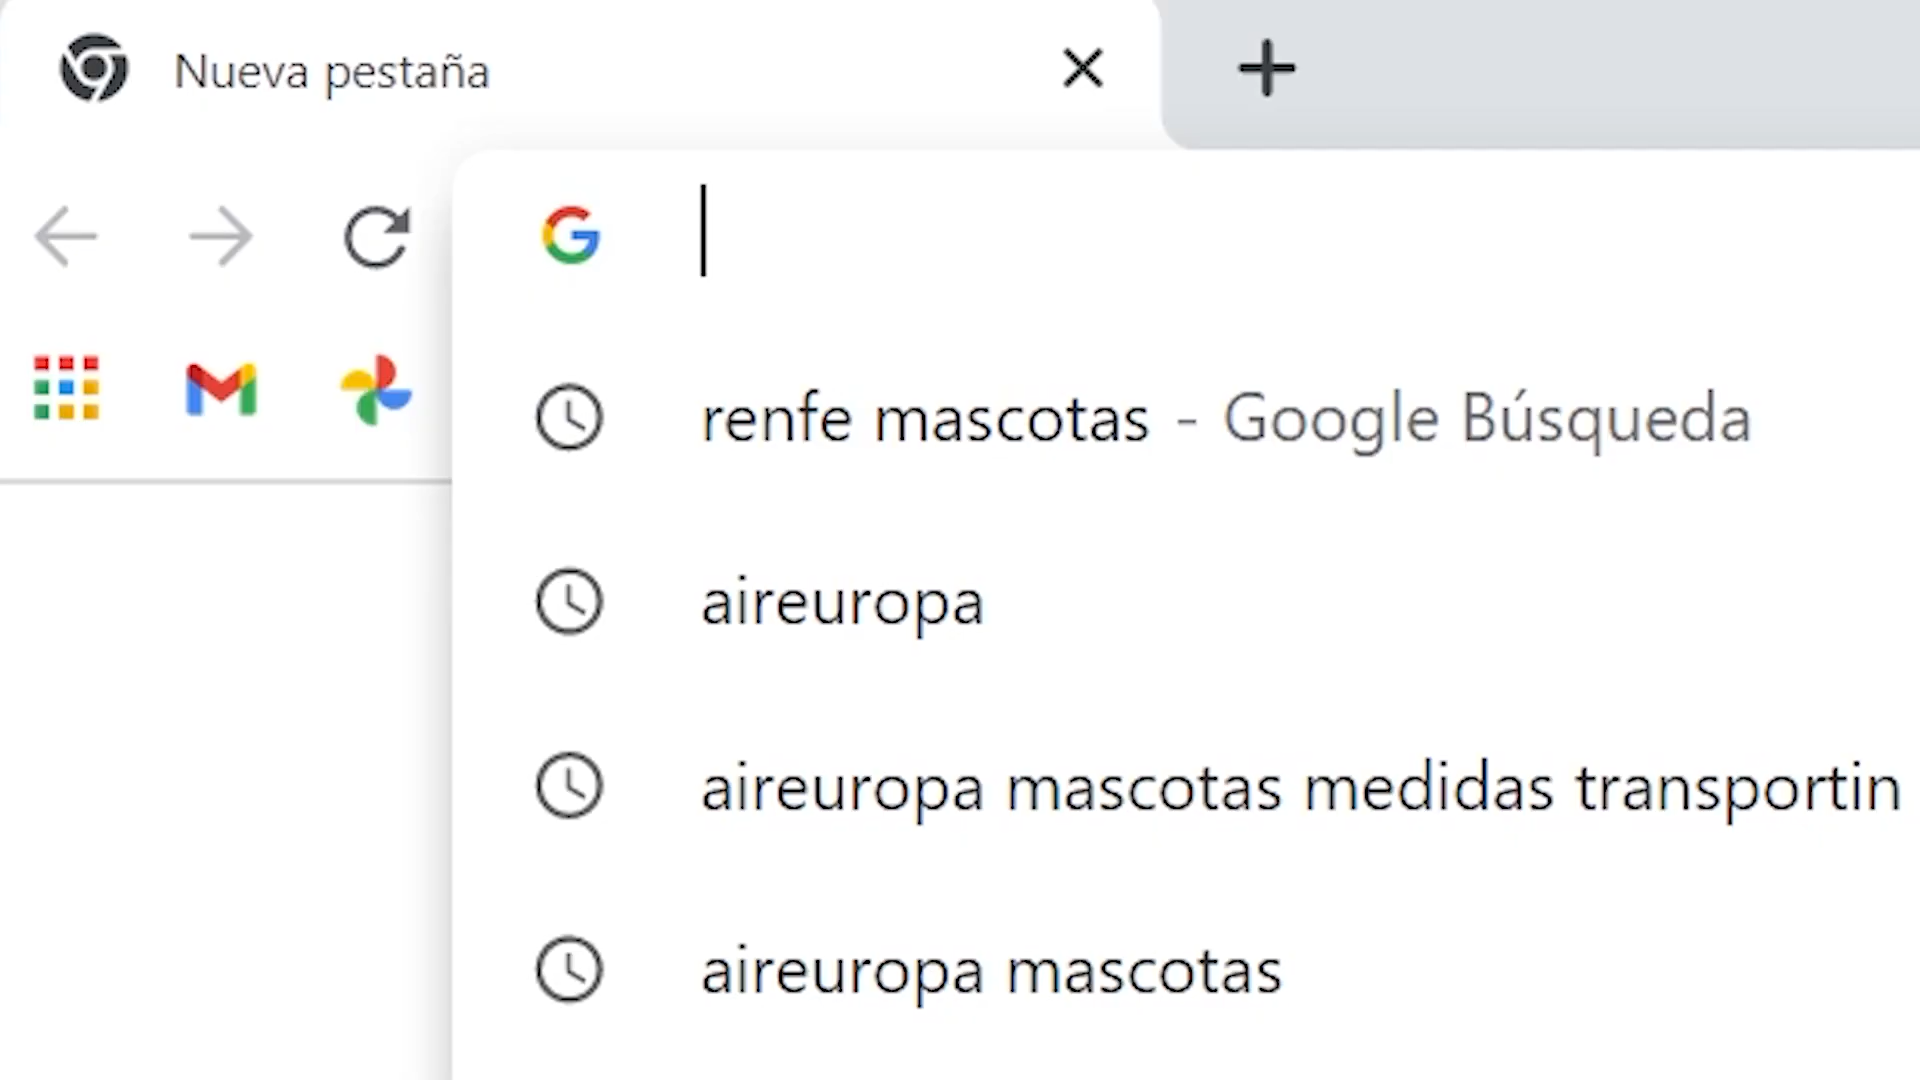 Nueva pestaña
renfe mascotas - Google Búsqueda
aireuropa
aireuropa mascotas medidas transportin
aireuropa mascotas